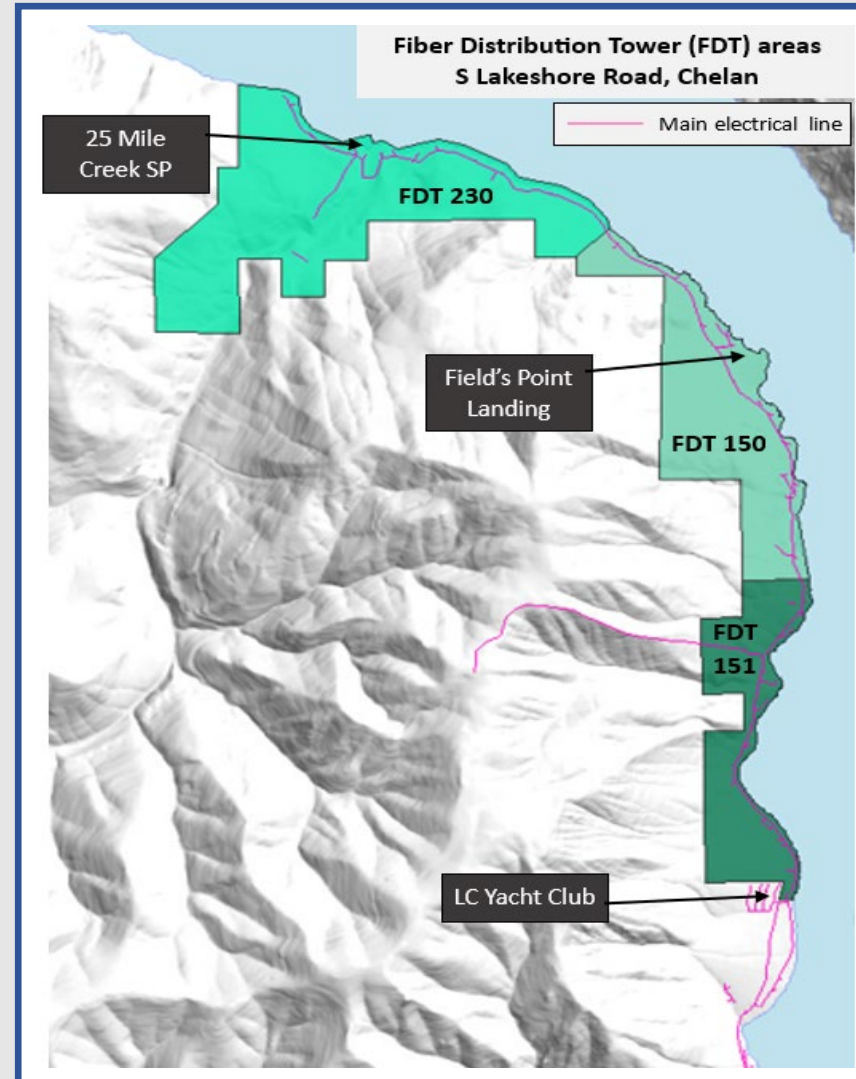 Fiber Distribution Tower (FDT) areas
S Lakeshore Road, Chelan
Main electrical line
25 Mile
Creek SP
FDT 230
Field's Point
Landing
FDT 150
FDT
151
LC Yacht Club